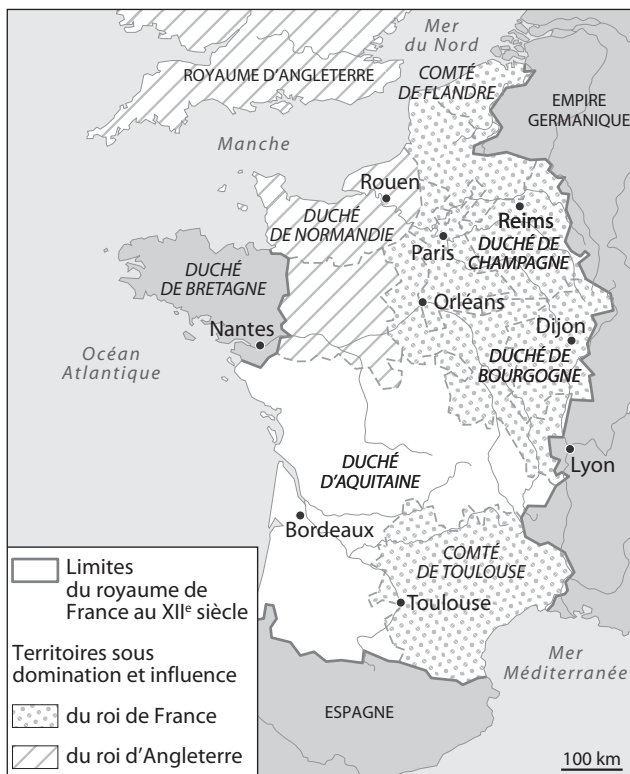 Mer
du Nord
ROYAUME D'ANGLETERRE
COMTÉ
DE FLANDRE
EMPIRE
GERMANIQUE
Manche
Rouen
DUCHÉ
DE NORMANDIE
Reims
Paris
DUCHÉ DE
CHAMPAGNE
DUCHÉ
DE BRETAGNE
Orléans
Nantes
Dijon
Océan
Atlantique
DUCHÉ DE
BOURGOGNE
DUCHÉ
D'AQUITAINE
Lyon
Bordeaux
COMTÉ
DE TOULOUSE
Toulouse
Mer
Méditerranée
ESPAGNE
100 km
Limites
du royaume de
France au XIIe siècle
Territoires sous
domination et influence
du roi de France
du roi d'Angleterre